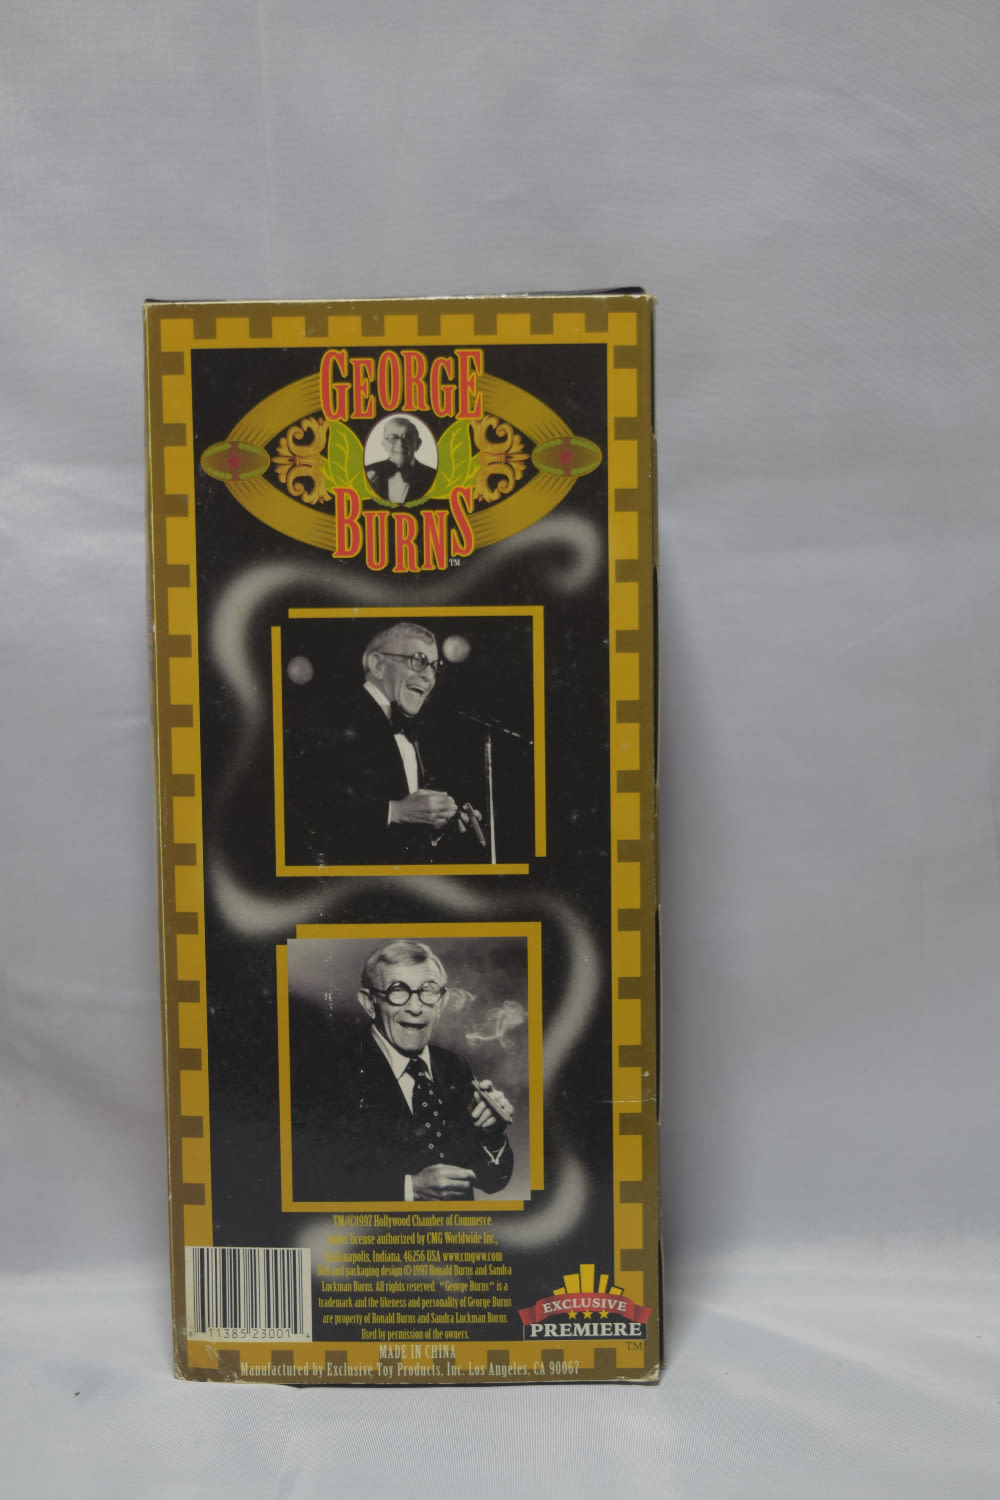 GEORGE
BURNS™
TM/©1997 Hollywood Chamber of Commerce
under license authorized by CMG Worldwide Inc.,
Indianapolis, Indiana, 46256 USA www.cmgww.com
and packaging design © 1997 Ronald Burns and Sandra
Luckman Burns. All rights reserved. "George Burns" is a
trademark and the likeness and personality of George Burns
are property of Ronald Burns and Sandra Luckman Burns.
Used by permission of the owners.
11385 23001 4
EXCLUSIVE
PREMIERE
TM
MADE IN CHINA
Manufactured by Exclusive Toy Products, Inc. Los Angeles, CA 90067